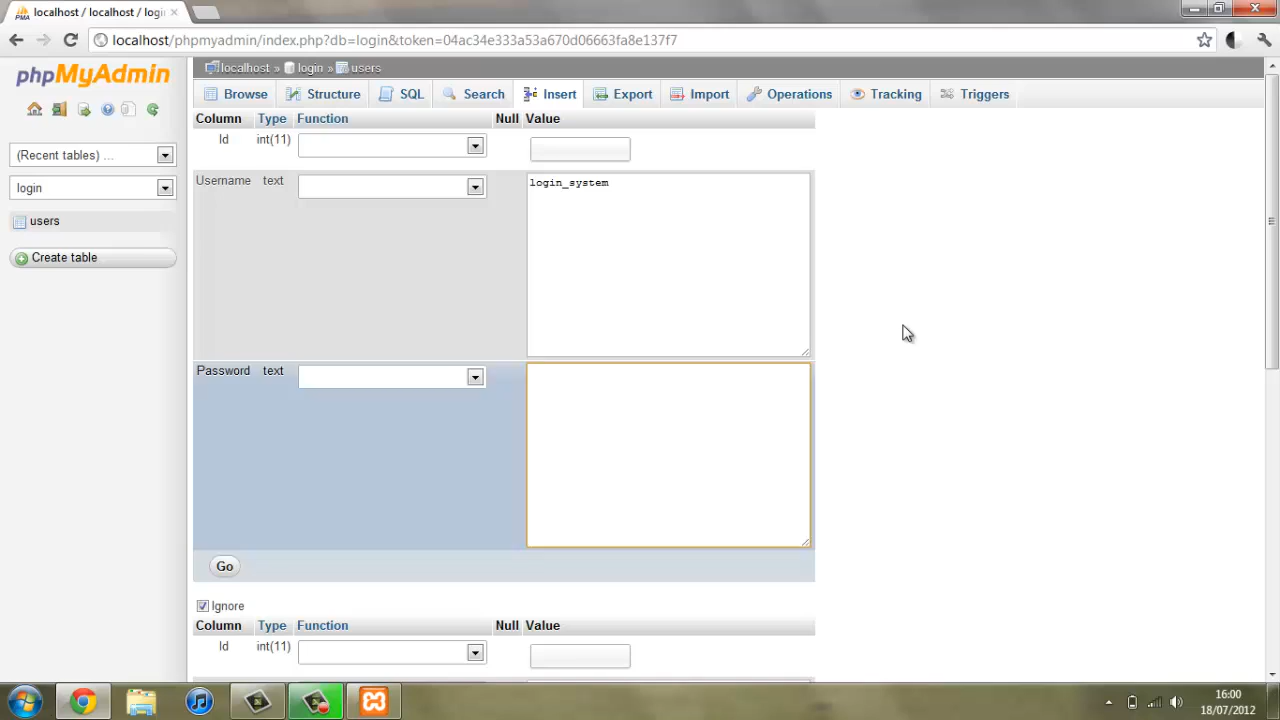 PMA localhost / localhost / logi
localhost/phpmyadmin/index.php?db=login&token=04ac34e333a53a670d06663fa8e137f7
phpMyAdmin
localhost » login » users
Browse Structure SQL Search Insert Export Import Operations Tracking Triggers
(Recent tables) ...
login
users
Create table
Column Type Function Null Value
Id int(11)
Username text login_system
Password text
Go
Ignore
Column Type Function Null Value
Id int(11)
16:00
18/07/2012